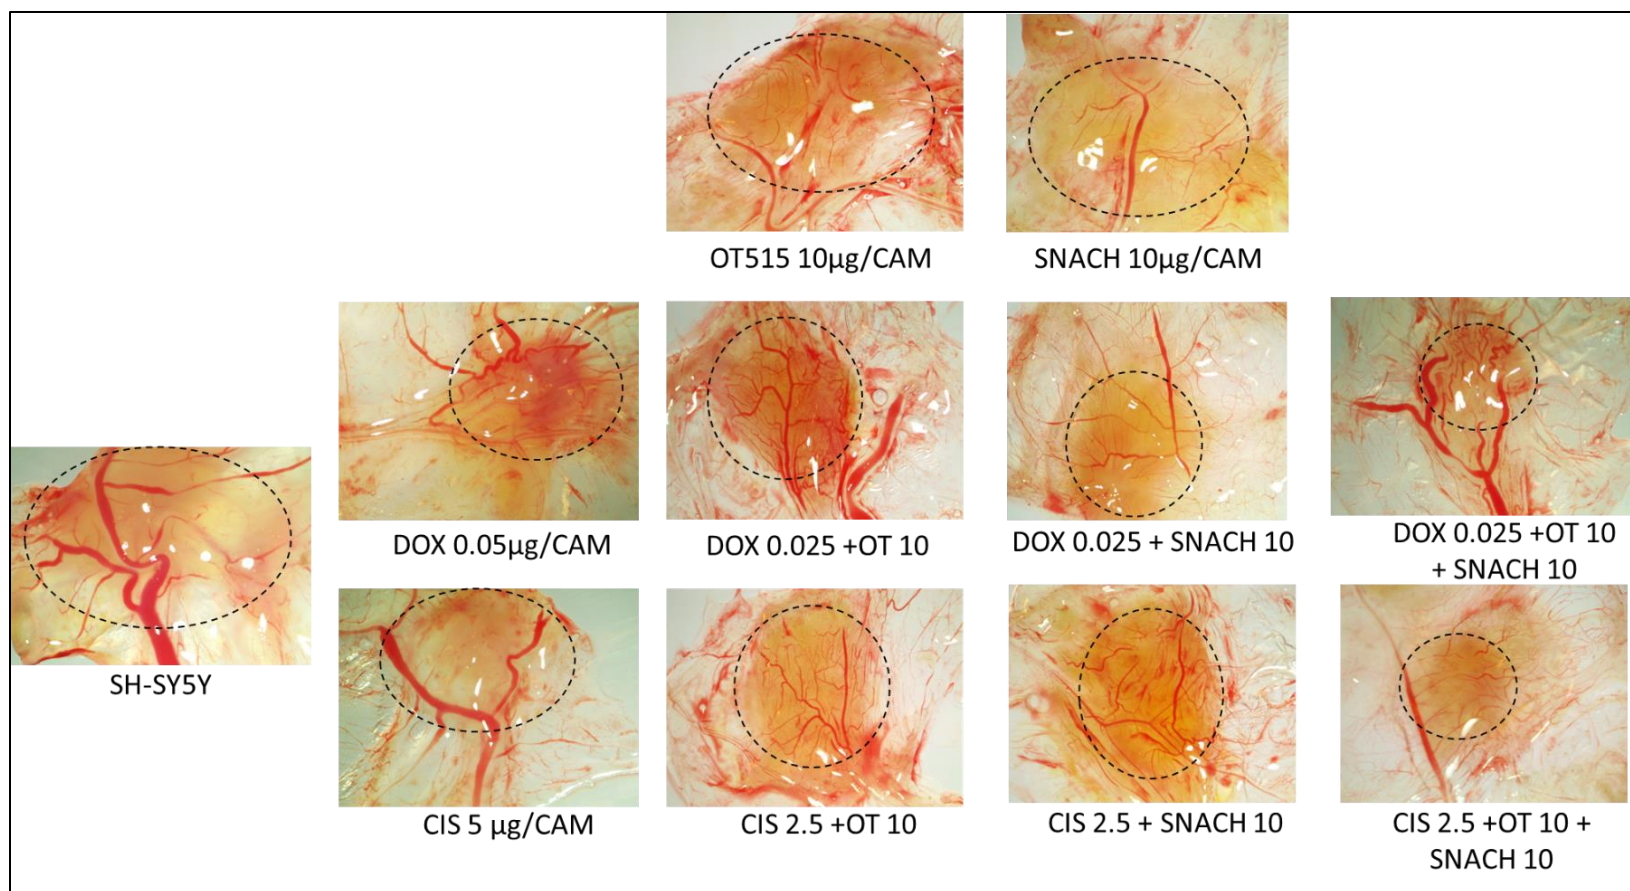 OT515 10µg/CAM
SNACH 10µg/CAM
DOX 0.05µg/CAM
DOX 0.025 +OT 10
DOX 0.025 + SNACH 10
DOX 0.025 +OT 10
+ SNACH 10
SH-SY5Y
CIS 5 µg/CAM
CIS 2.5 +OT 10
CIS 2.5 + SNACH 10
CIS 2.5 +OT 10 +
SNACH 10